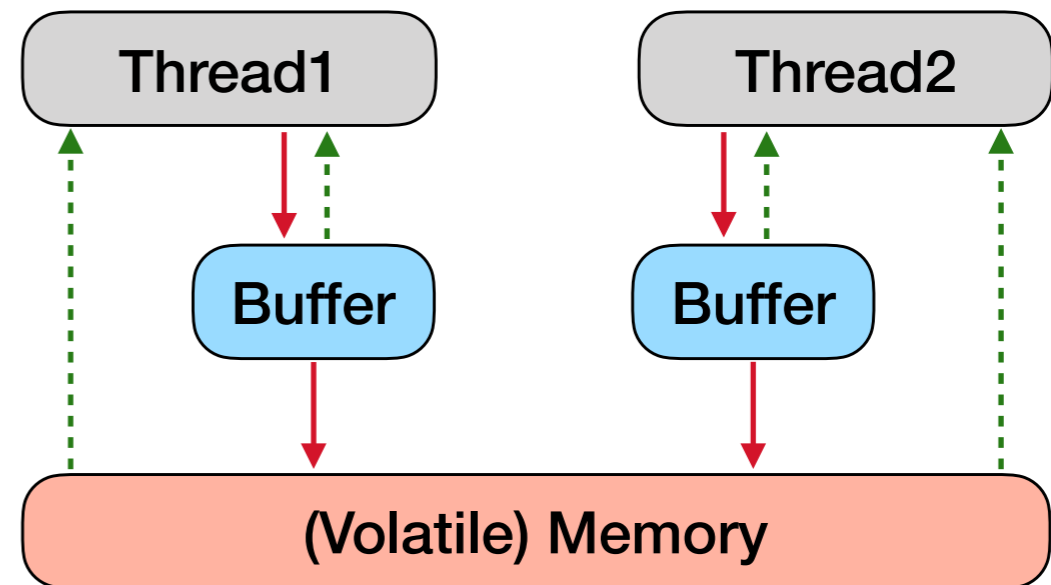 Thread1
Thread2
Buffer
Buffer
(Volatile) Memory